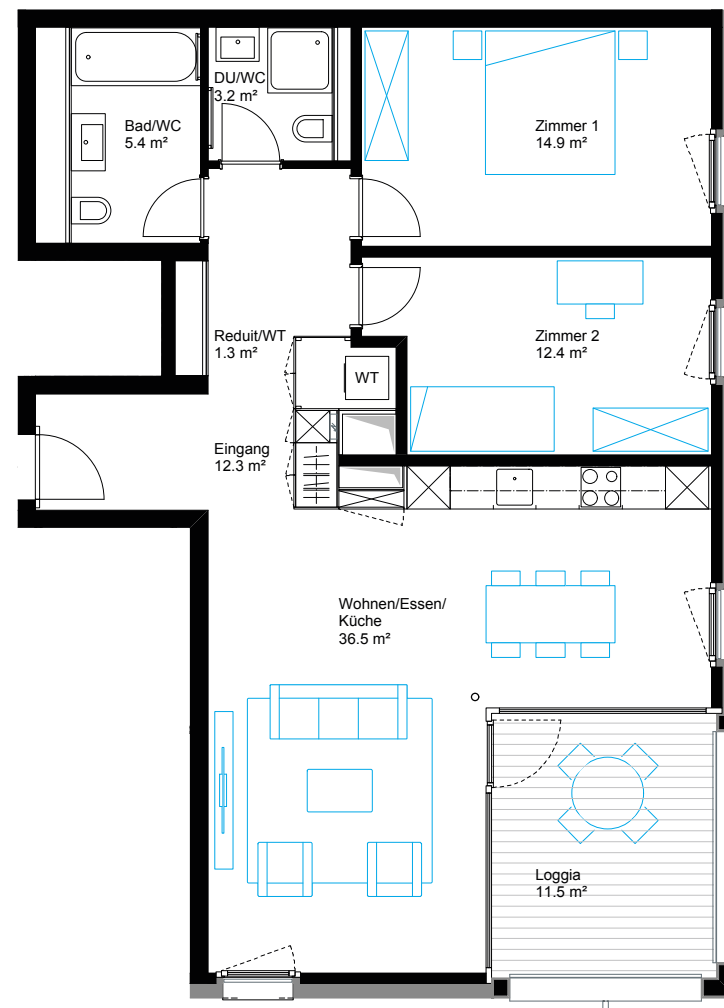 DU/WC
3.2 m²
Bad/WC
5.4 m²
Zimmer 1
14.9 m²
Reduit/WT
1.3 m²
Zimmer 2
12.4 m²
WT
Eingang
12.3 m²
Wohnen/Essen/
Küche
36.5 m²
Loggia
11.5 m²